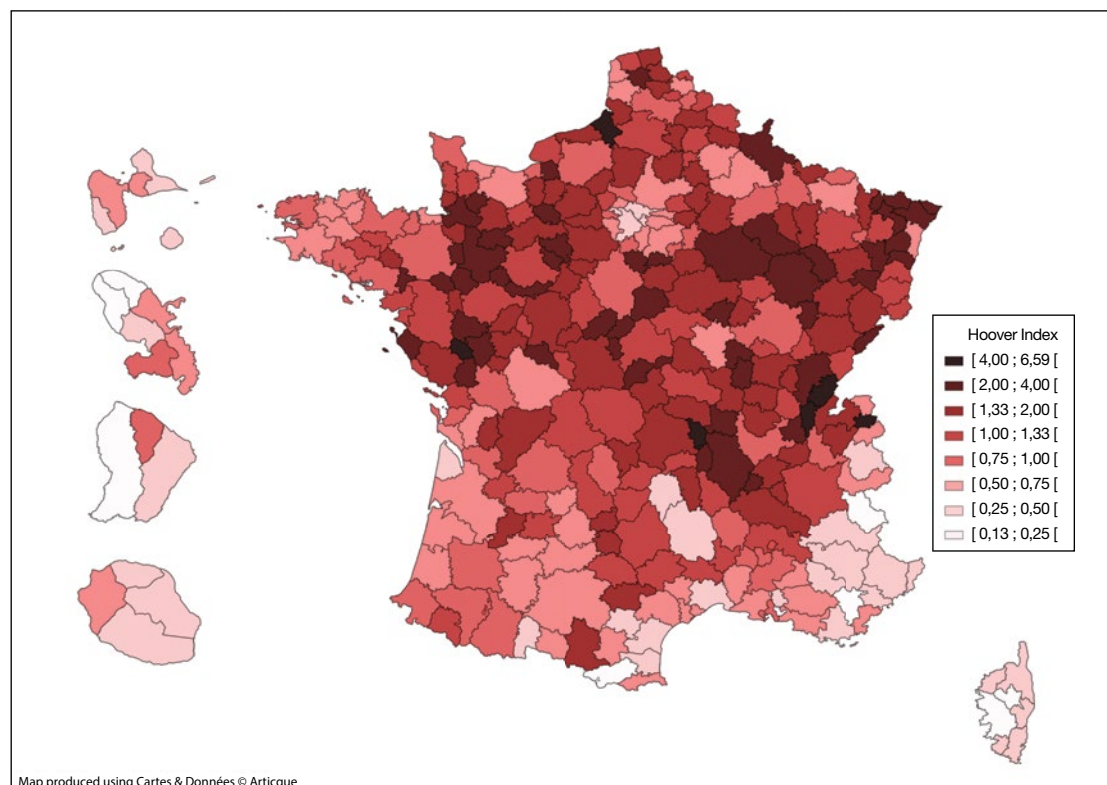 Hoover Index
[ 4,00 ; 6,59 [
[ 2,00 ; 4,00 [
[ 1,33 ; 2,00 [
[ 1,00 ; 1,33 [
[ 0,75 ; 1,00 [
[ 0,50 ; 0,75 [
[ 0,25 ; 0,50 [
[ 0,13 ; 0,25 [
Map produced using Cartes & Données © Articque